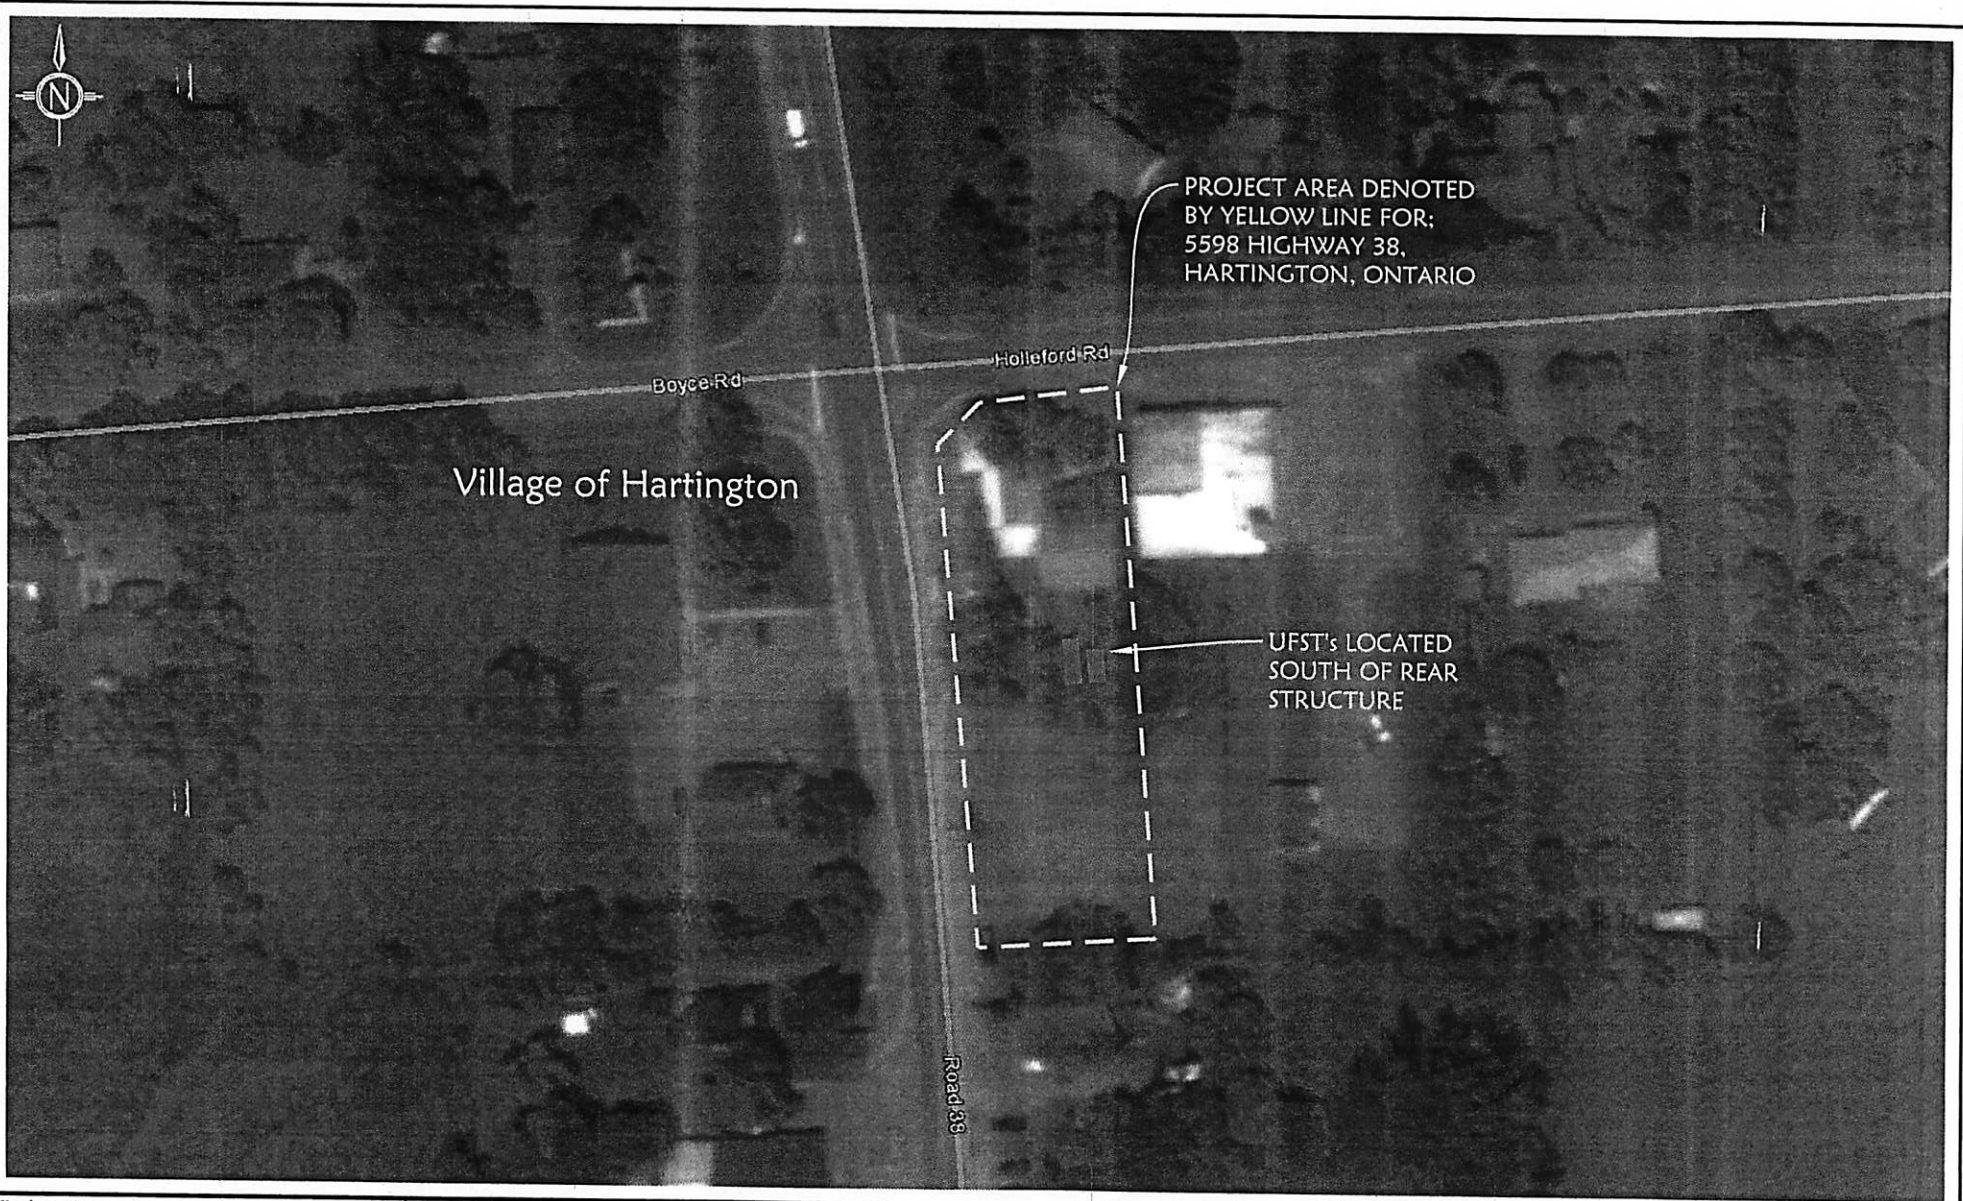 N
PROJECT AREA DENOTED
BY YELLOW LINE FOR;
5598 HIGHWAY 38,
HARTINGTON, ONTARIO
Holleford Rd
Boyce Rd
Village of Hartington
UFST's LOCATED
SOUTH OF REAR
STRUCTURE
Road 38